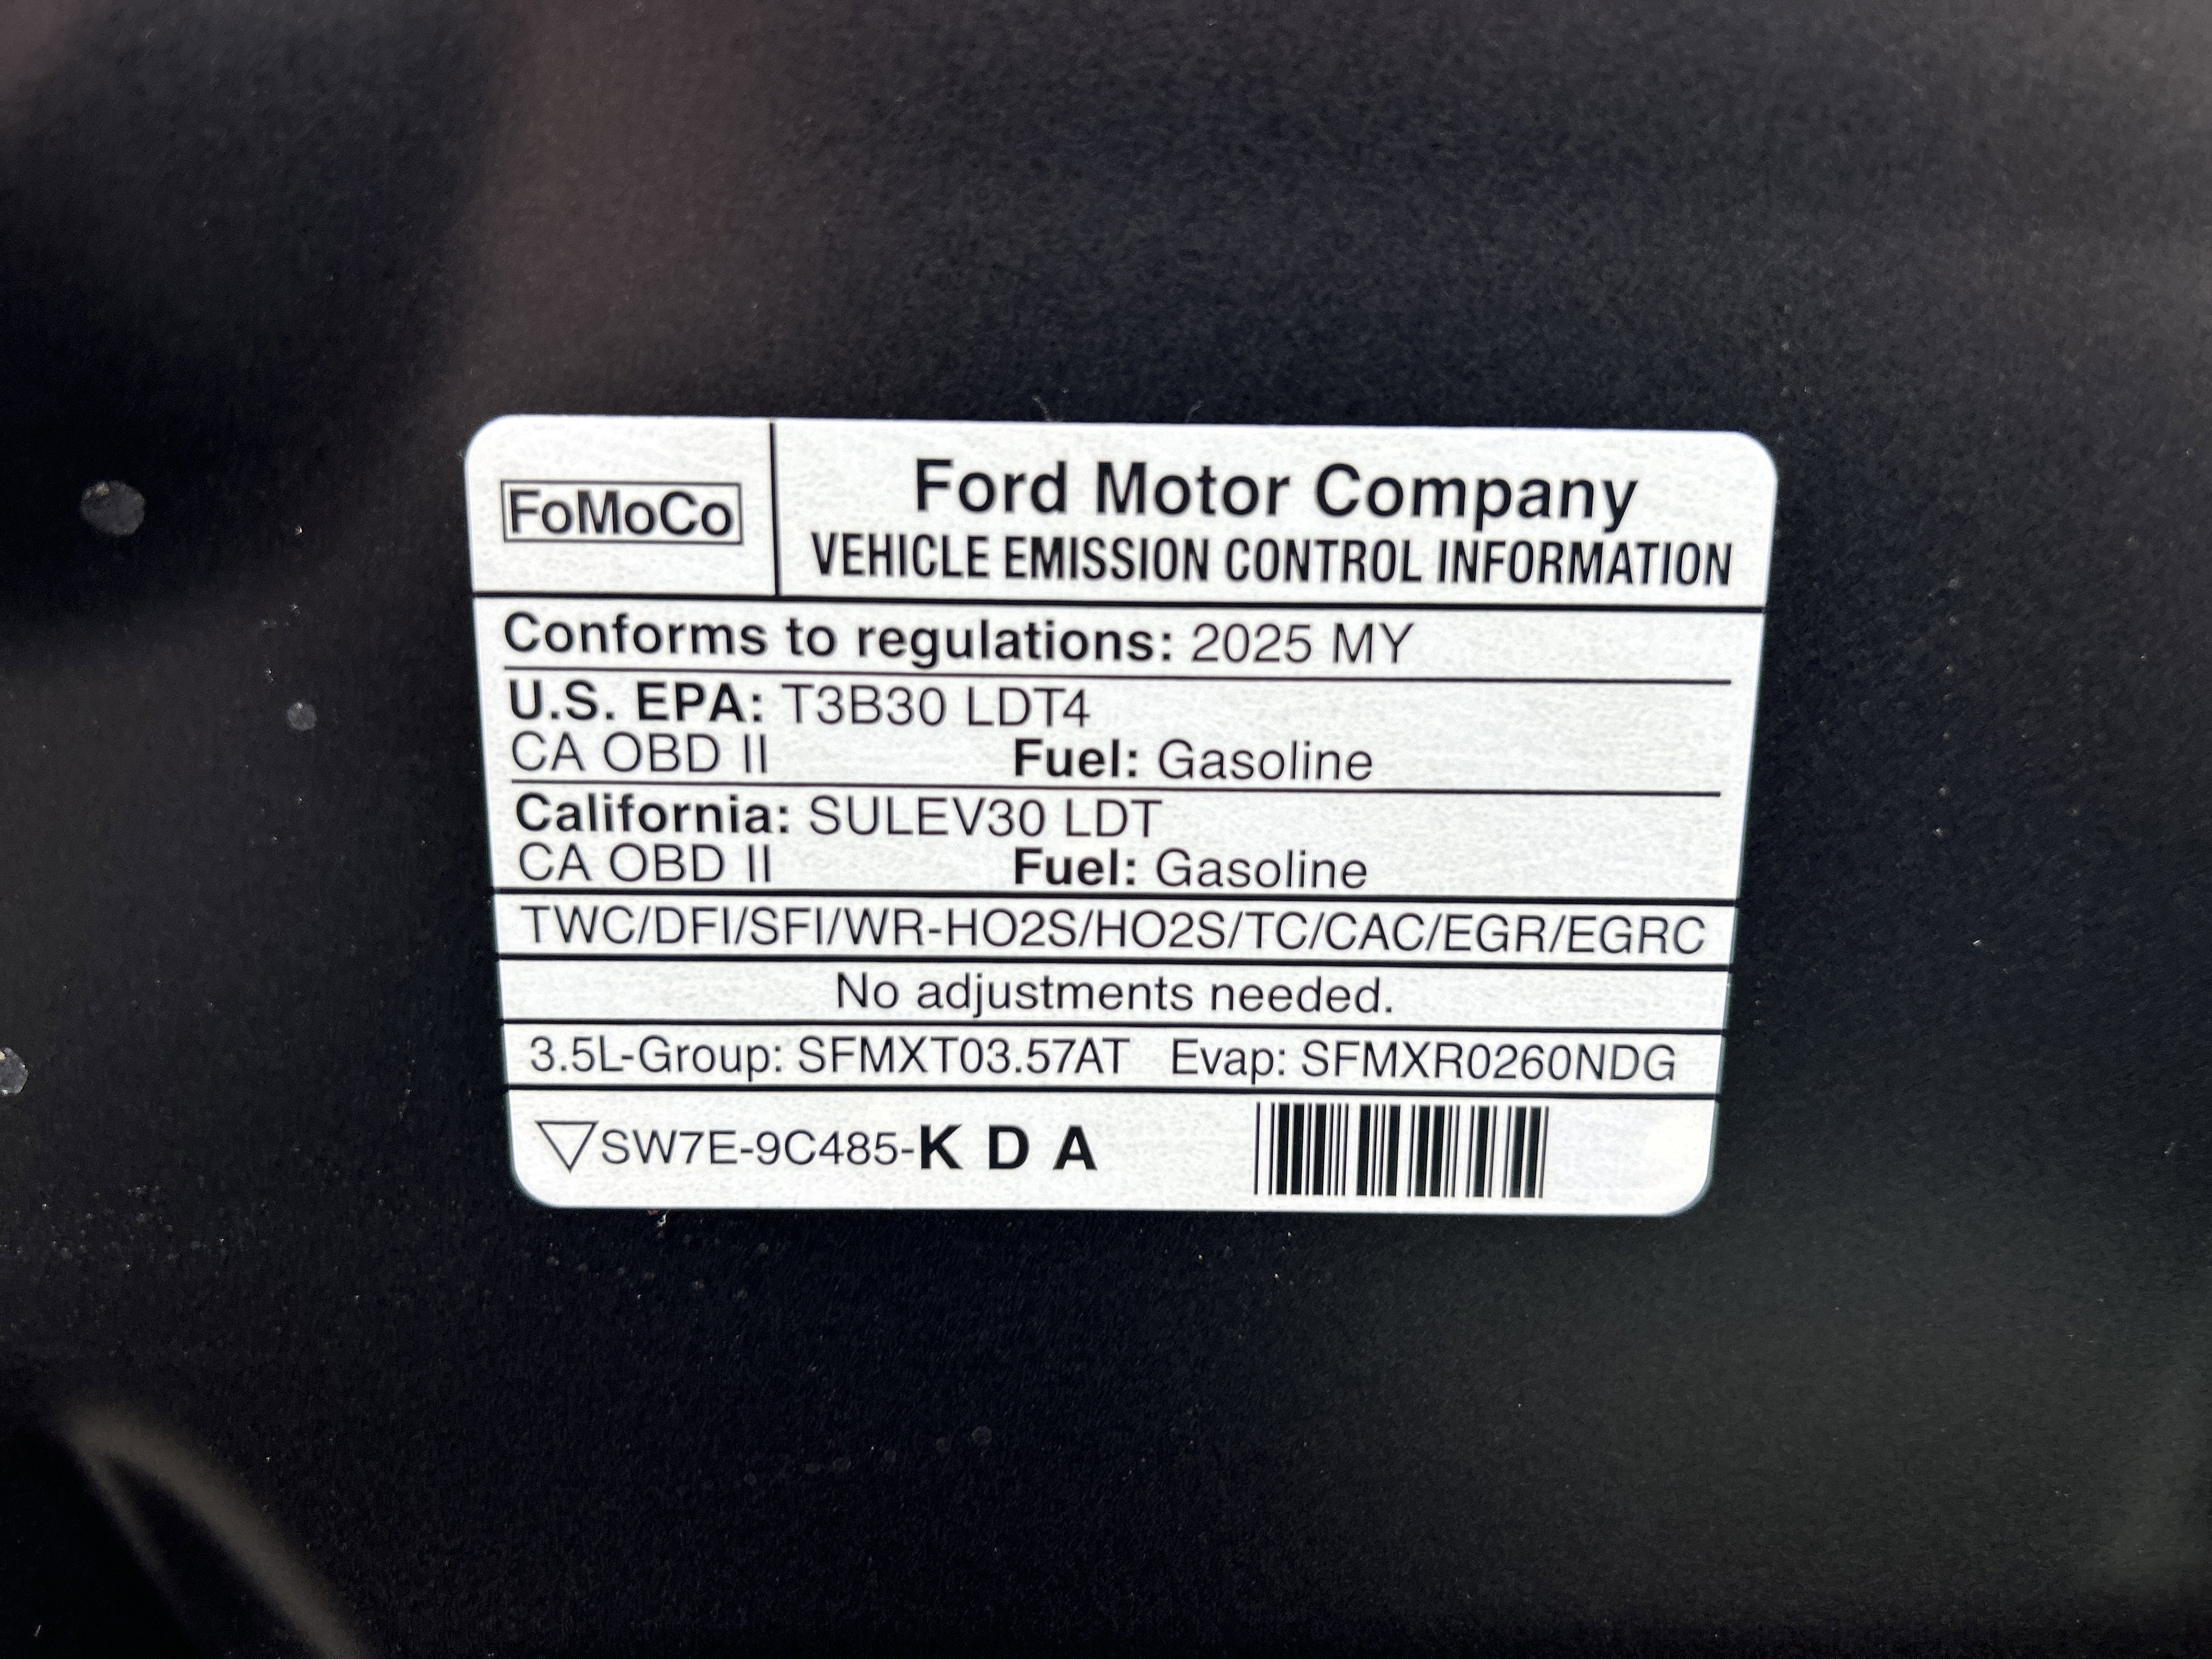 FoMoCo
Ford Motor Company
VEHICLE EMISSION CONTROL INFORMATION
Conforms to regulations: 2025 MY
U.S. EPA: T3B30 LDT4
CA OBD II Fuel: Gasoline
California: SULEV30 LDT
CA OBD II Fuel: Gasoline
TWC/DFI/SFI/WR-HO2S/HO2S/TC/CAC/EGR/EGRC
No adjustments needed.
3.5L-Group: SFMXT03.57AT Evap: SFMXR0260NDG
SW7E-9C485-K D A